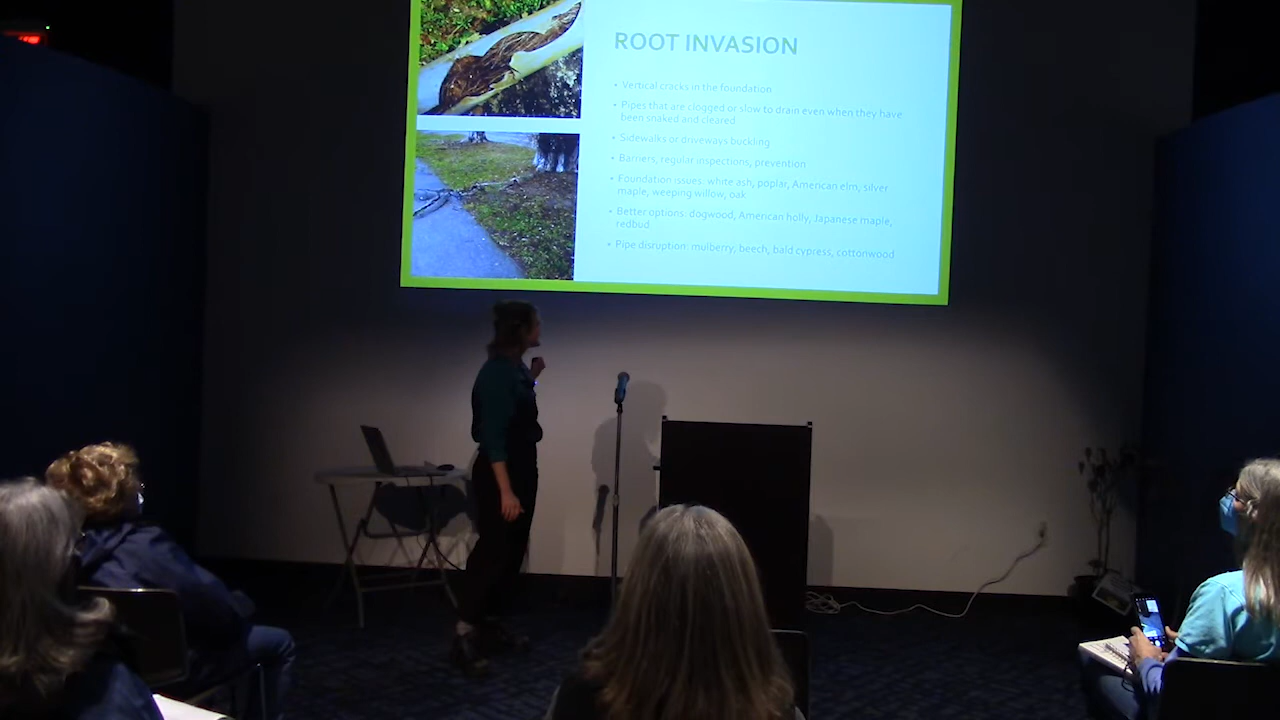 ROOT INVASION
• Vertical cracks in the foundation
• Pipes that are clogged or slow to drain even when they have
been snaked and cleared
• Sidewalks or driveways buckling
• Barriers, regular inspections, prevention
• Foundation issues: white ash, poplar, American elm, silver
maple, weeping willow, oak
• Better options: dogwood, American holly, Japanese maple,
redbud
• Pipe disruption: mulberry, beech, bald cypress, cottonwood